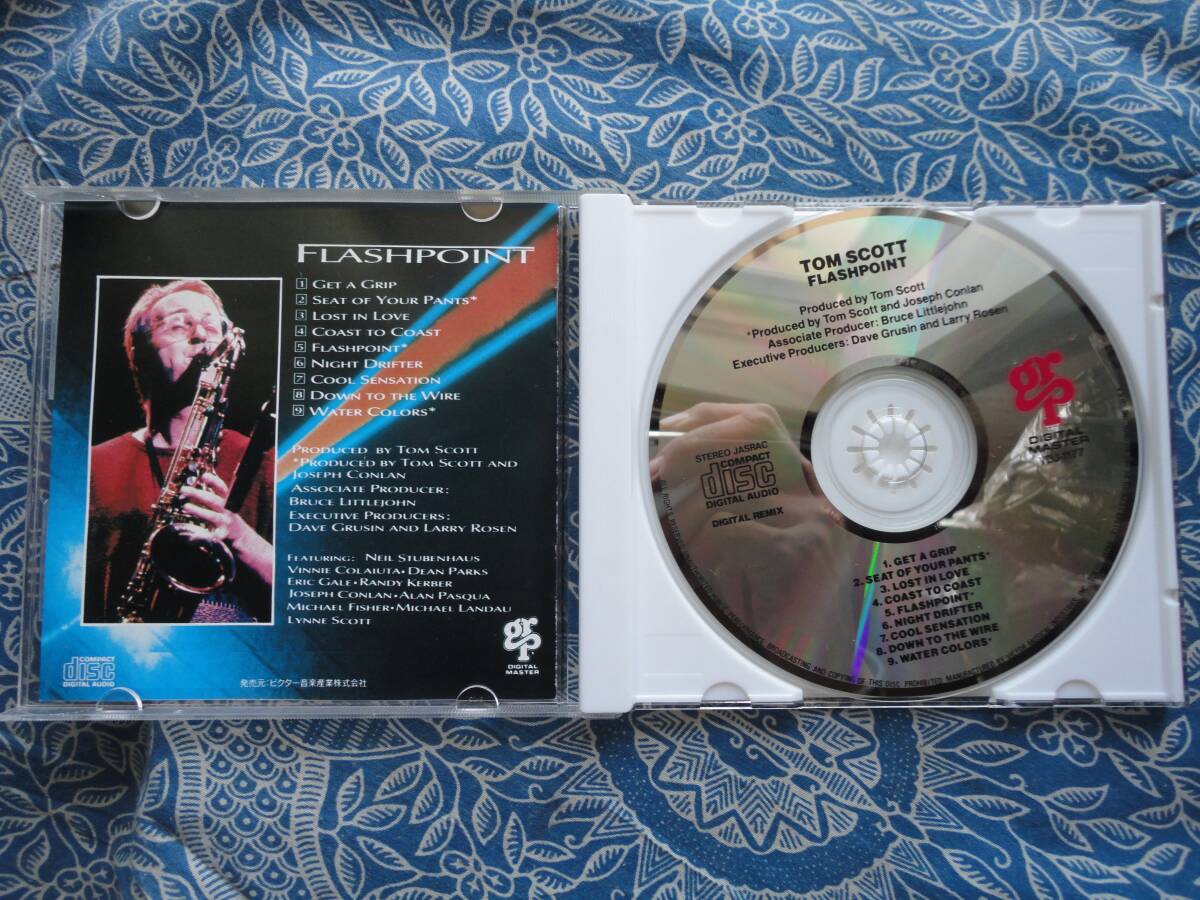 FLASHPOINT
1 GET A GRIP
2 SEAT OF YOUR PANTS*
3 LOST IN LOVE
4 COAST TO COAST
5 FLASHPOINT*
6 NIGHT DRIFTER
7 COOL SENSATION
8 DOWN TO THE WIRE
9 WATER COLORS*
PRODUCED BY TOM SCOTT
*PRODUCED BY TOM SCOTT AND
JOSEPH CONLAN
ASSOCIATE PRODUCER:
BRUCE LITTLEJOHN
EXECUTIVE PRODUCERS:
DAVE GRUSIN AND LARRY ROSEN
FEATURING: NEIL STUBENHAUS
VINNIE COLAIUTA•DEAN PARKS
ERIC GALE•RANDY KERBER
JOSEPH CONLAN•ALAN PASQUA
MICHAEL FISHER•MICHAEL LANDAU
LYNNE SCOTT
COMPACT
disc
DIGITAL AUDIO
発売元:ビクター音楽産業株式会社
grp
DIGITAL
MASTER
TOM SCOTT
FLASHPOINT
Produced by Tom Scott
*Produced by Tom Scott and Joseph Conlan
Associate Producer: Bruce Littlejohn
Executive Producers: Dave Grusin and Larry Rosen
grp
DIGITAL
MASTER
STEREO JASRAC
COMPACT
disc
DIGITAL AUDIO
DIGITAL REMIX
1. GET A GRIP
2. SEAT OF YOUR PANTS*
3. LOST IN LOVE
4. COAST TO COAST
5. FLASHPOINT*
6. NIGHT DRIFTER
7. COOL SENSATION
8. DOWN TO THE WIRE
9. WATER COLORS*
BROADCASTING AND COPYING OF THIS DISC PROHIBITED